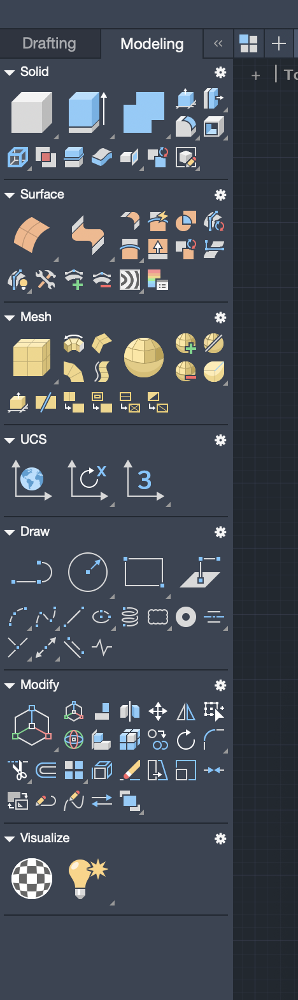 Drafting
Modeling
Solid
Surface
Mesh
UCS
X
3
Draw
Modify
Visualize